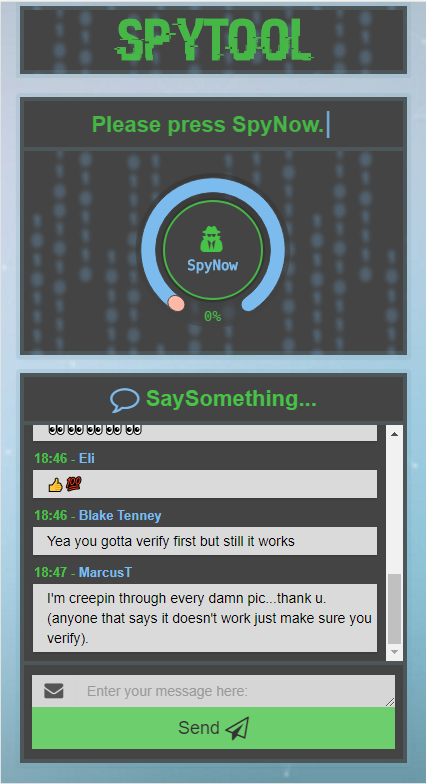 SPYTOOL
Please press SpyNow.
SpyNow
0%
SaySomething...
18:46 - Eli
💯
18:46 - Blake Tenney
Yea you gotta verify first but still it works
18:47 - MarcusT
I'm creepin through every damn pic...thank u.
(anyone that says it doesn't work just make sure you
verify).
Enter your message here:
Send